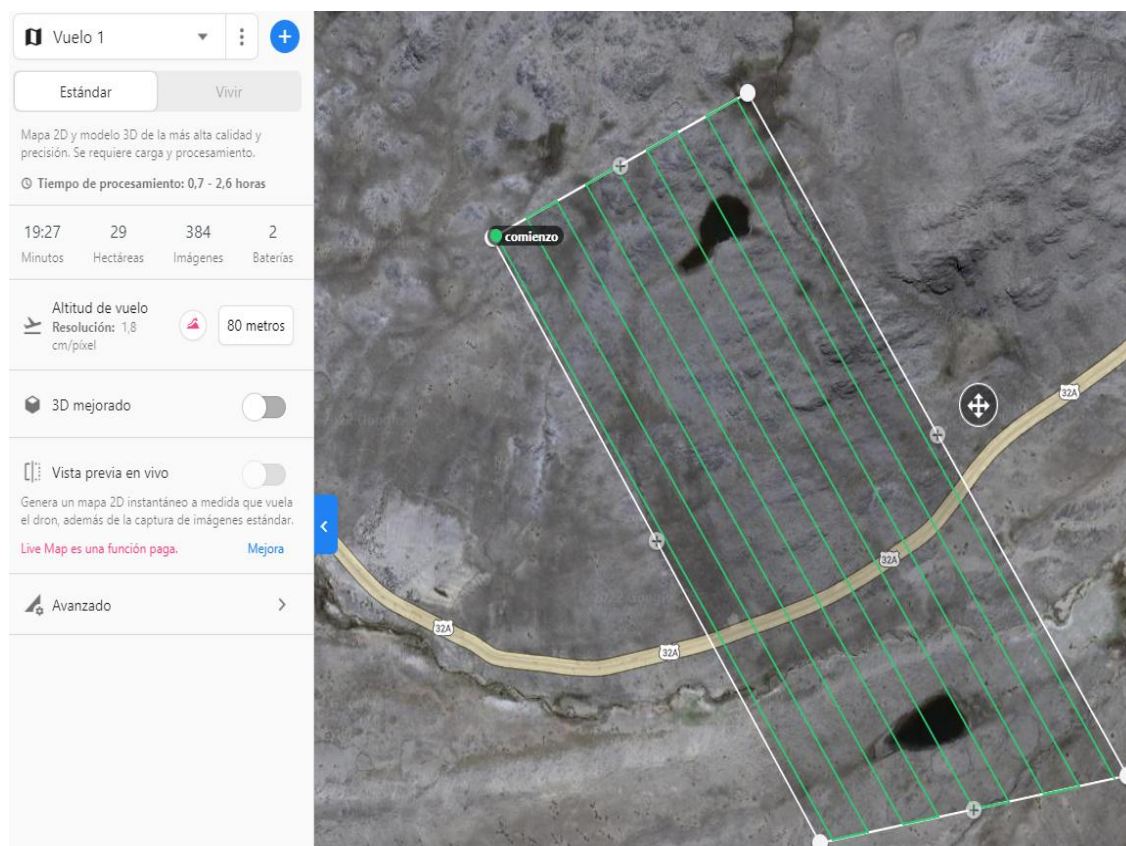 Vuelo 1
Estándar
Vivir
Mapa 2D y modelo 3D de la más alta calidad y
precisión. Se requiere carga y procesamiento.
Tiempo de procesamiento: 0,7 - 2,6 horas
19:27 29 384 2
Minutos Hectáreas Imágenes Baterías
Altitud de vuelo
Resolución: 1,8
cm/píxel
80 metros
3D mejorado
Vista previa en vivo
Genera un mapa 2D instantáneo a medida que vuela
el dron, además de la captura de imágenes estándar.
Live Map es una función paga. Mejora
Avanzado
comienzo
32A
32A
32A
32A